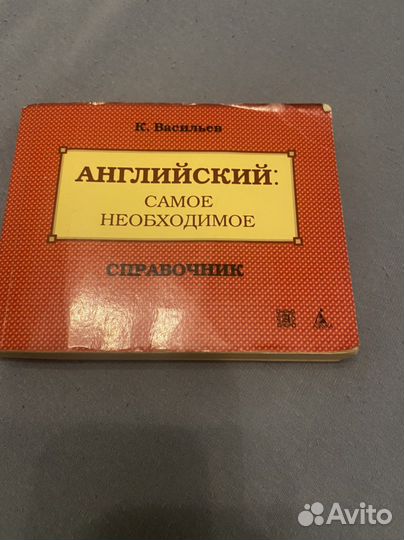 К. Васильев
АНГЛИЙСКИЙ:
САМОЕ
НЕОБХОДИМОЕ
СПРАВОЧНИК
Avito